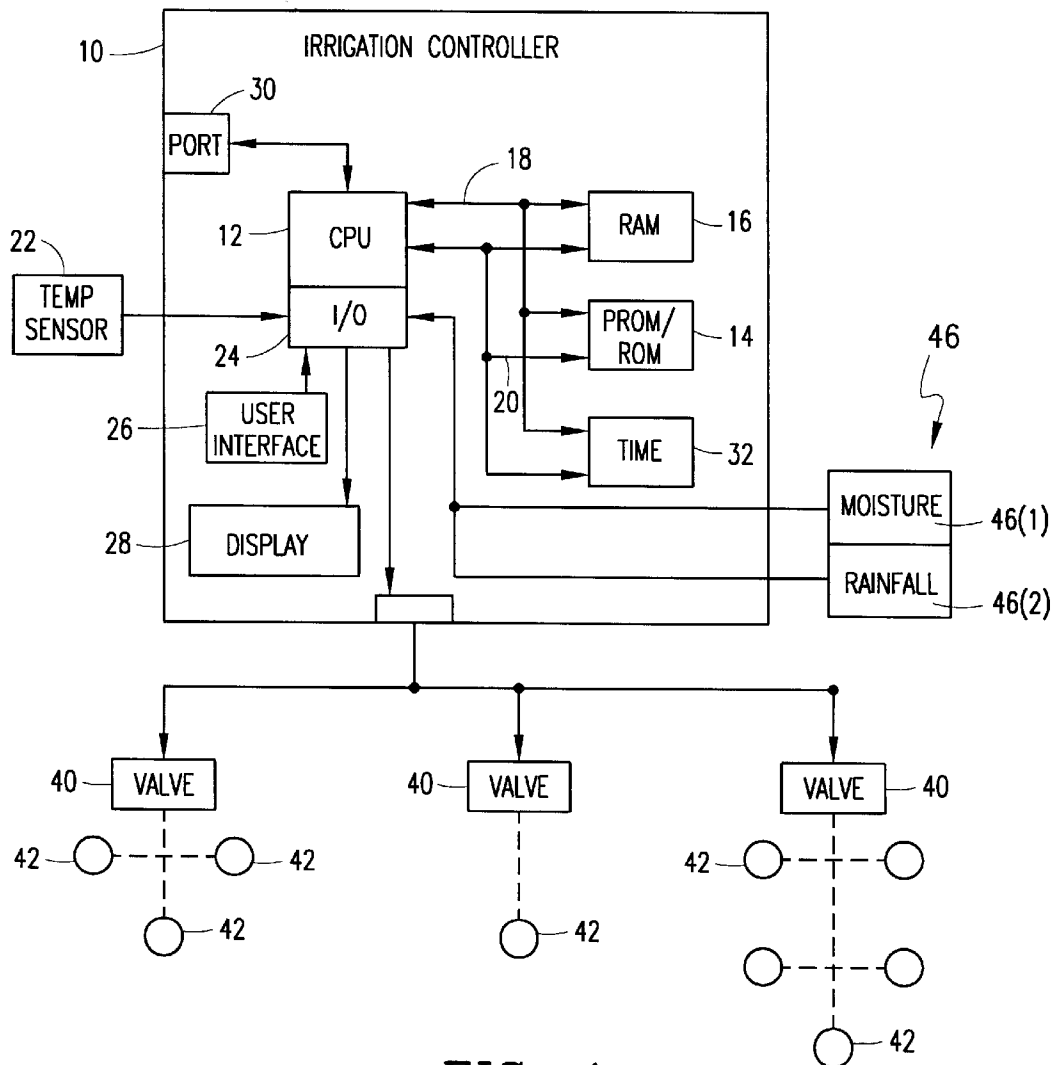 IRRIGATION CONTROLLER
10
30
PORT
18
12
CPU
RAM
16
22
TEMP
SENSOR
I/O
24
PROM/
ROM
14
20
46
26
USER
INTERFACE
TIME
32
MOISTURE
46(1)
28
DISPLAY
RAINFALL
46(2)
40
VALVE
40
VALVE
VALVE
40
42
42
42
42
42
42